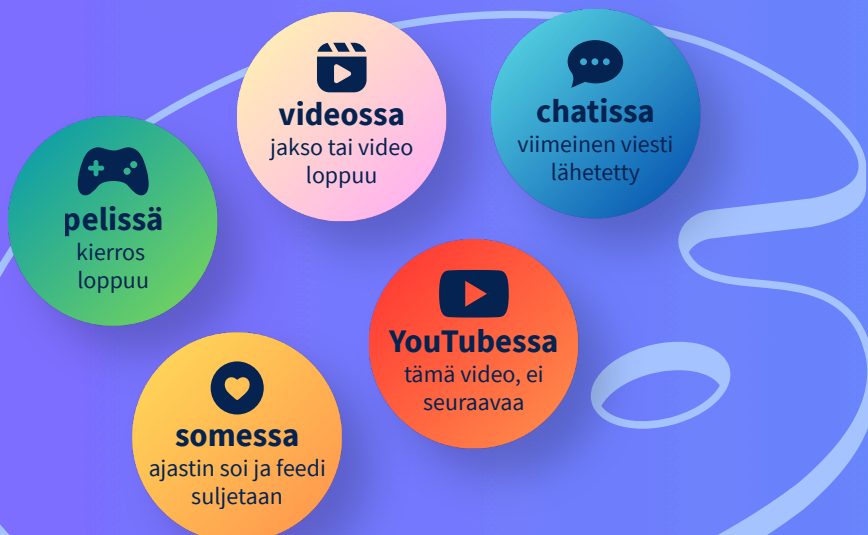 videossa
jakso tai video
loppuu
chatissa
viimeinen viesti
lähetetty
pelissä
kierros
loppuu
YouTubessa
tämä video, ei
seuraavaa
somessa
ajastin soi ja feedi
suljetaan